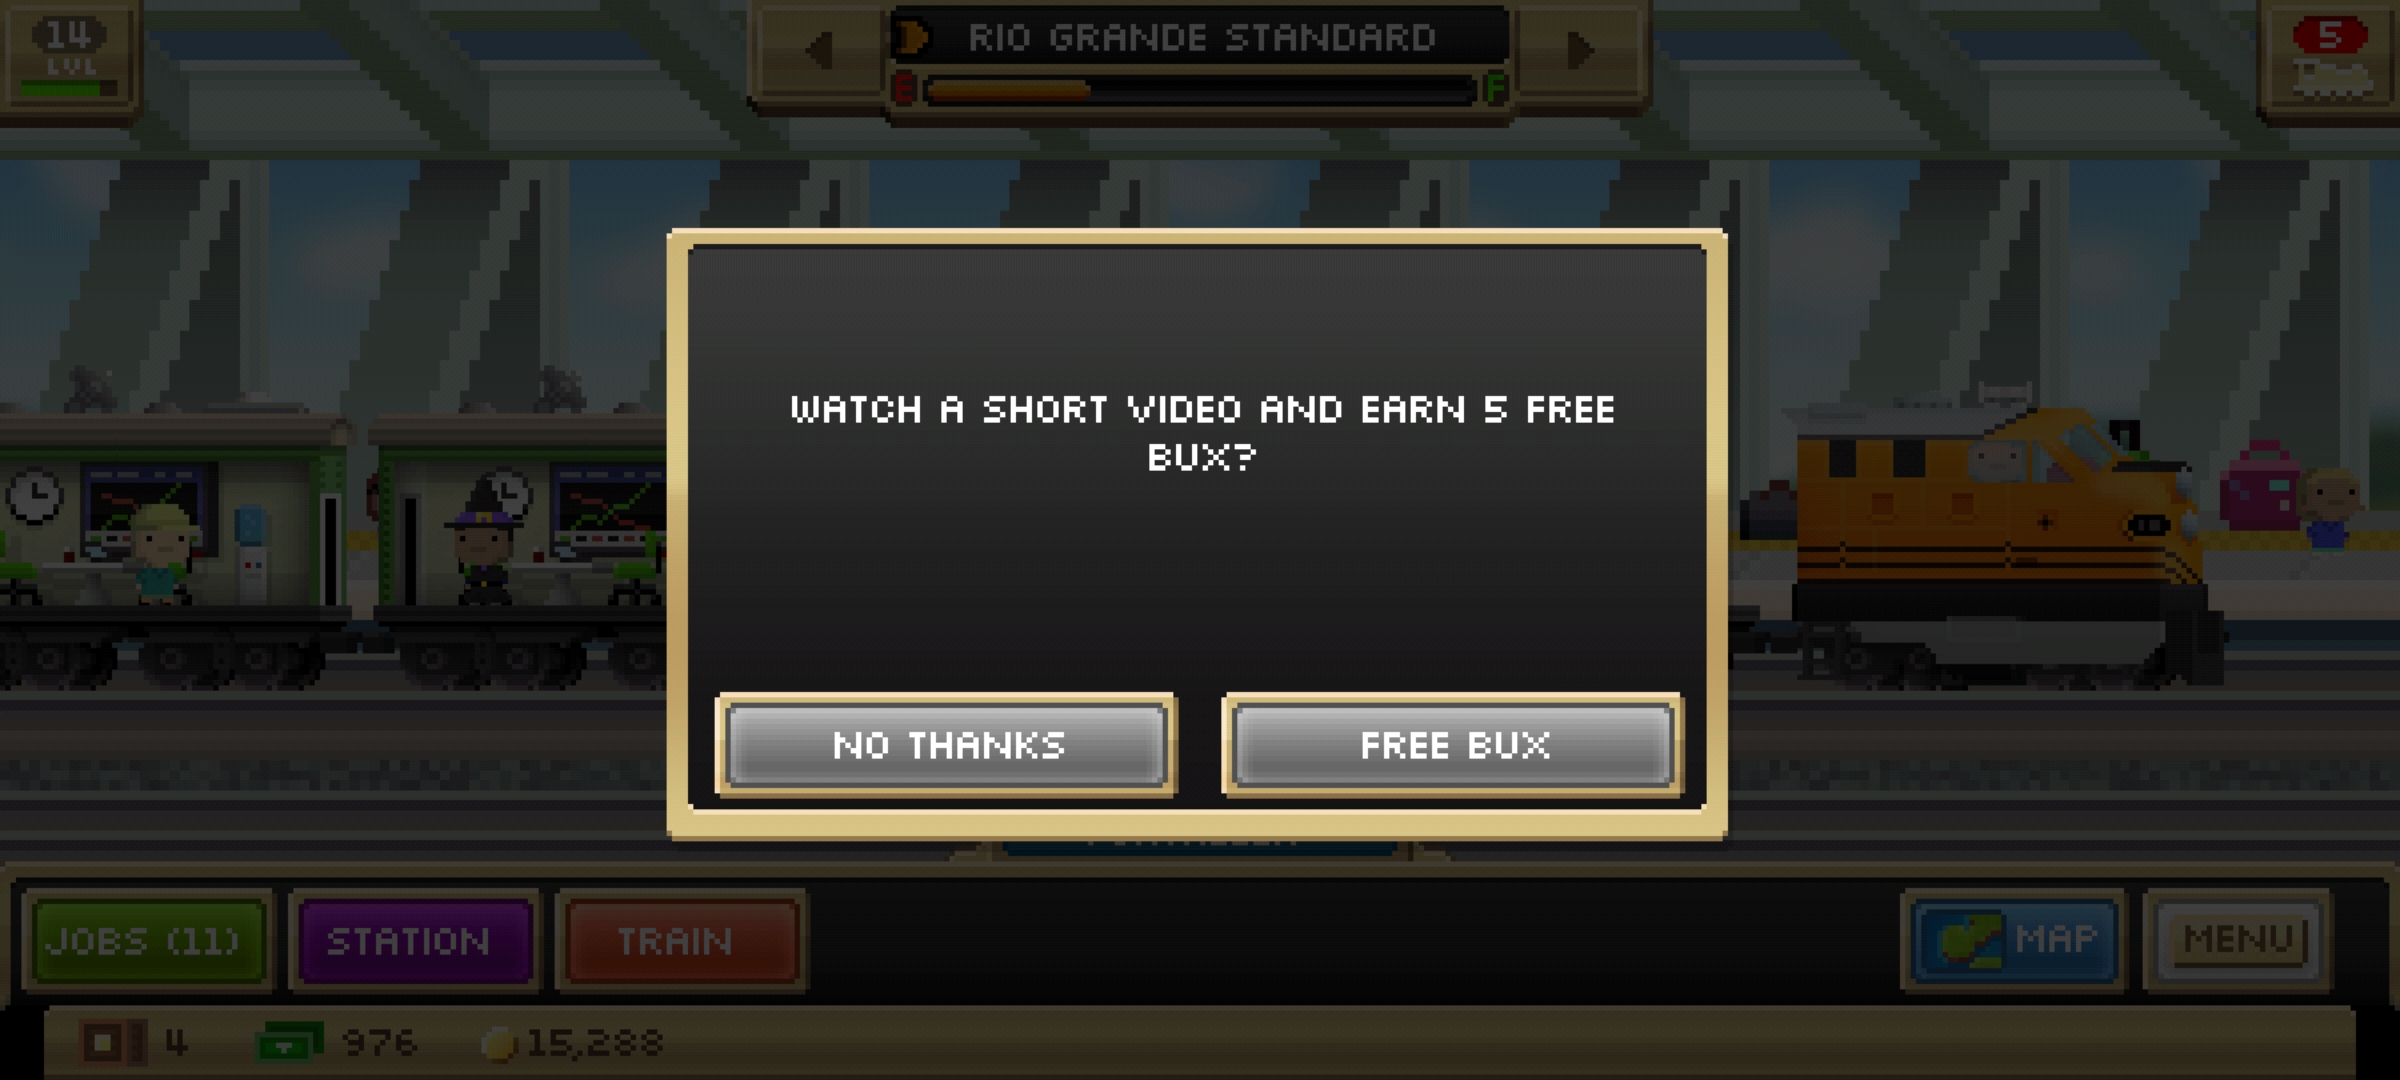 14
LVL
RIO GRANDE STANDARD
E F
5
WATCH A SHORT VIDEO AND EARN 5 FREE
BUX?
NO THANKS
FREE BUX
JOBS (11)
STATION
TRAIN
MAP
MENU
4
976
15,288